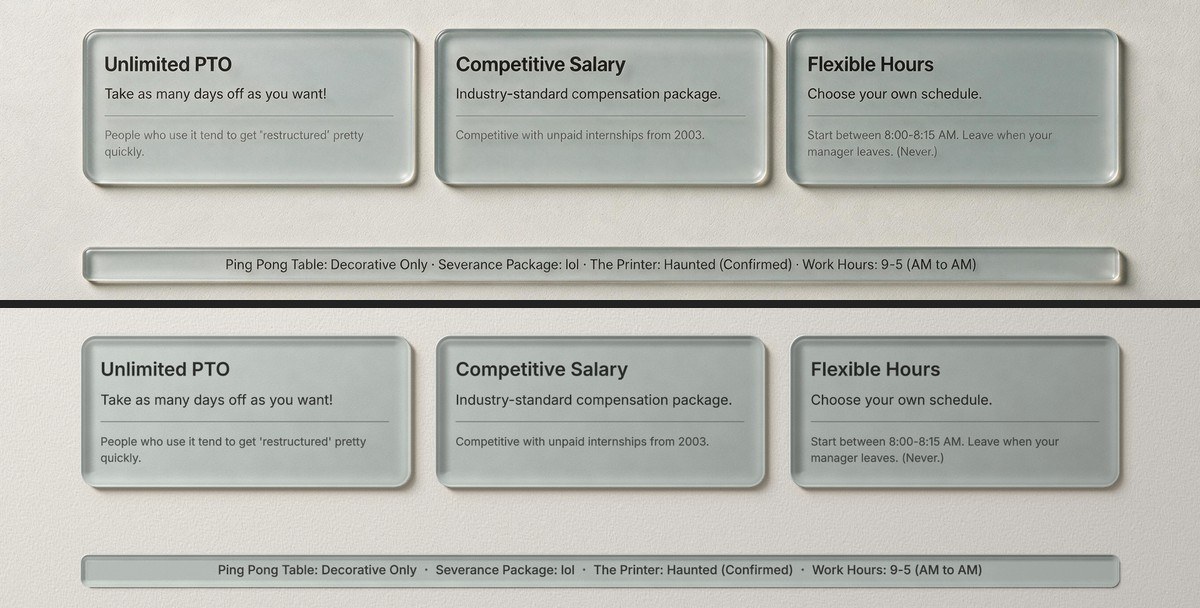 Unlimited PTO
Take as many days off as you want!
People who use it tend to get 'restructured' pretty
quickly.
Competitive Salary
Industry-standard compensation package.
Competitive with unpaid internships from 2003.
Flexible Hours
Choose your own schedule.
Start between 8:00-8:15 AM. Leave when your
manager leaves. (Never.)
Ping Pong Table: Decorative Only · Severance Package: lol · The Printer: Haunted (Confirmed) · Work Hours: 9-5 (AM to AM)
Unlimited PTO
Take as many days off as you want!
People who use it tend to get 'restructured' pretty
quickly.
Competitive Salary
Industry-standard compensation package.
Competitive with unpaid internships from 2003.
Flexible Hours
Choose your own schedule.
Start between 8:00-8:15 AM. Leave when your
manager leaves. (Never.)
Ping Pong Table: Decorative Only · Severance Package: lol · The Printer: Haunted (Confirmed) · Work Hours: 9-5 (AM to AM)